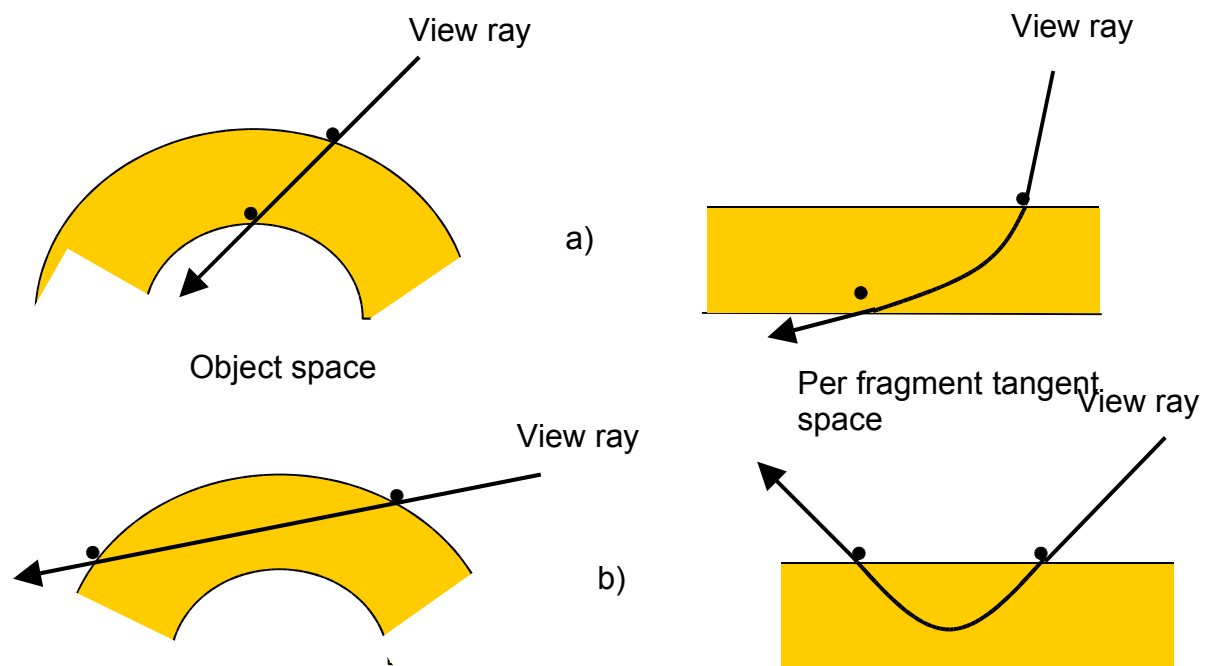 View ray
View ray
a)
Object space
Per fragment tangent
space
View ray
View ray
b)